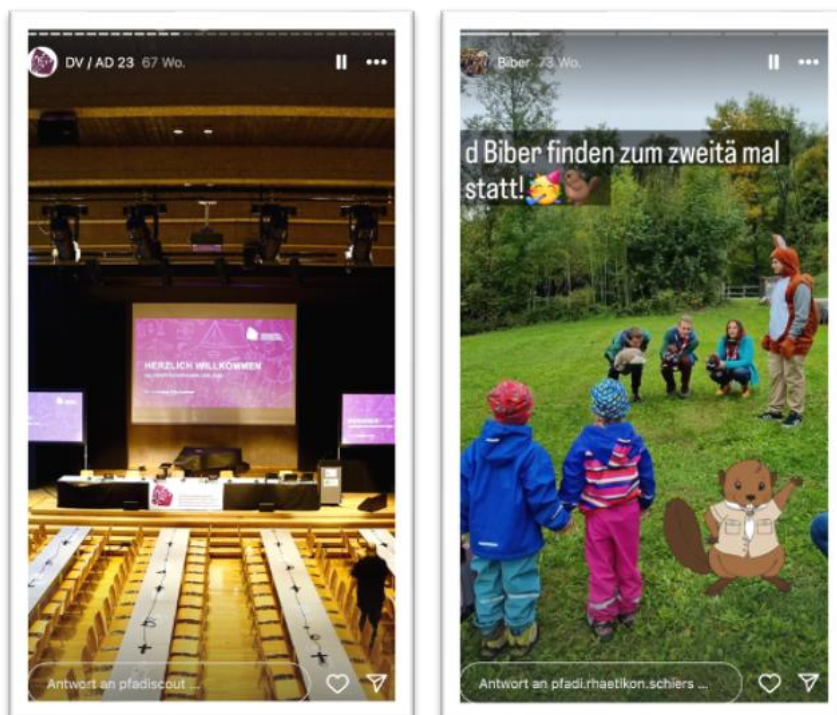 DV / AD 23 67 Wo.
HERZLICH WILLKOMMEN
Antwort an pfadiscout ...
Biber 73 Wo.
d Biber finden zum zweitä mal
statt!🥳🦫
Antwort an pfadi.rhaetikon.schiers ...